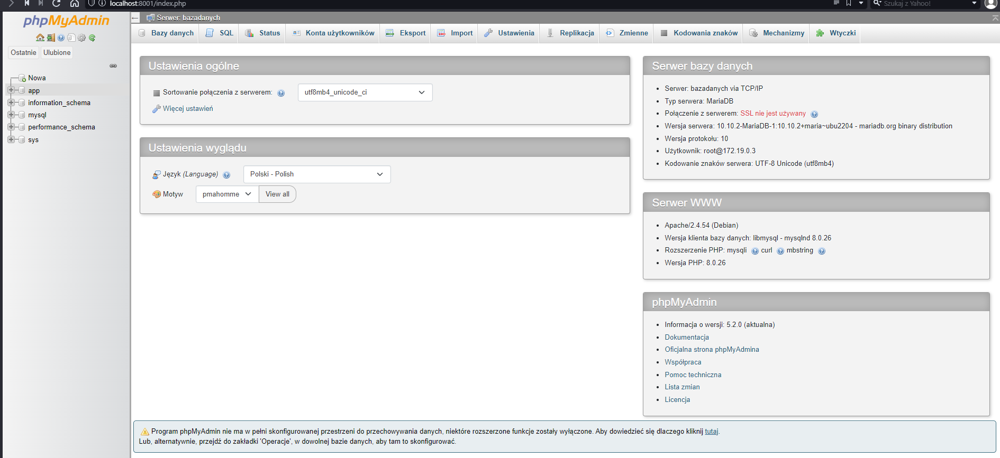 localhost:8001/index.php
Szukaj z Yahoo!
phpMyAdmin
Ostatnie
Ulubione
Nowa
app
information_schema
mysql
performance_schema
sys
Serwer: bazadanych
Bazy danych
SQL
Status
Konta użytkowników
Eksport
Import
Ustawienia
Replikacja
Zmienne
Kodowania znaków
Mechanizmy
Wtyczki
Ustawienia ogólne
Sortowanie połączenia z serwerem:
utf8mb4_unicode_ci
Więcej ustawień
Ustawienia wyglądu
Język (Language)
Polski - Polish
Motyw
pmahomme
View all
Serwer bazy danych
Serwer: bazadanych via TCP/IP
Typ serwera: MariaDB
Połączenie z serwerem: SSL nie jest używany
Wersja serwera: 10.10.2-MariaDB-1:10.10.2+maria~ubu2204 - mariadb.org binary distribution
Wersja protokołu: 10
Użytkownik: root@172.19.0.3
Kodowanie znaków serwera: UTF-8 Unicode (utf8mb4)
Serwer WWW
Apache/2.4.54 (Debian)
Wersja klienta bazy danych: libmysql - mysqlnd 8.0.26
Rozszerzenie PHP: mysqli curl mbstring
Wersja PHP: 8.0.26
phpMyAdmin
Informacja o wersji: 5.2.0 (aktualna)
Dokumentacja
Oficjalna strona phpMyAdmina
Współpraca
Pomoc techniczna
Lista zmian
Licencja
Program phpMyAdmin nie ma w pełni skonfigurowanej przestrzeni do przechowywania danych, niektóre rozszerzone funkcje zostały wyłączone. Aby dowiedzieć się dlaczego kliknij tutaj.
Lub, alternatywnie, przejdź do zakładki 'Operacje', w dowolnej bazie danych, aby tam to skonfigurować.